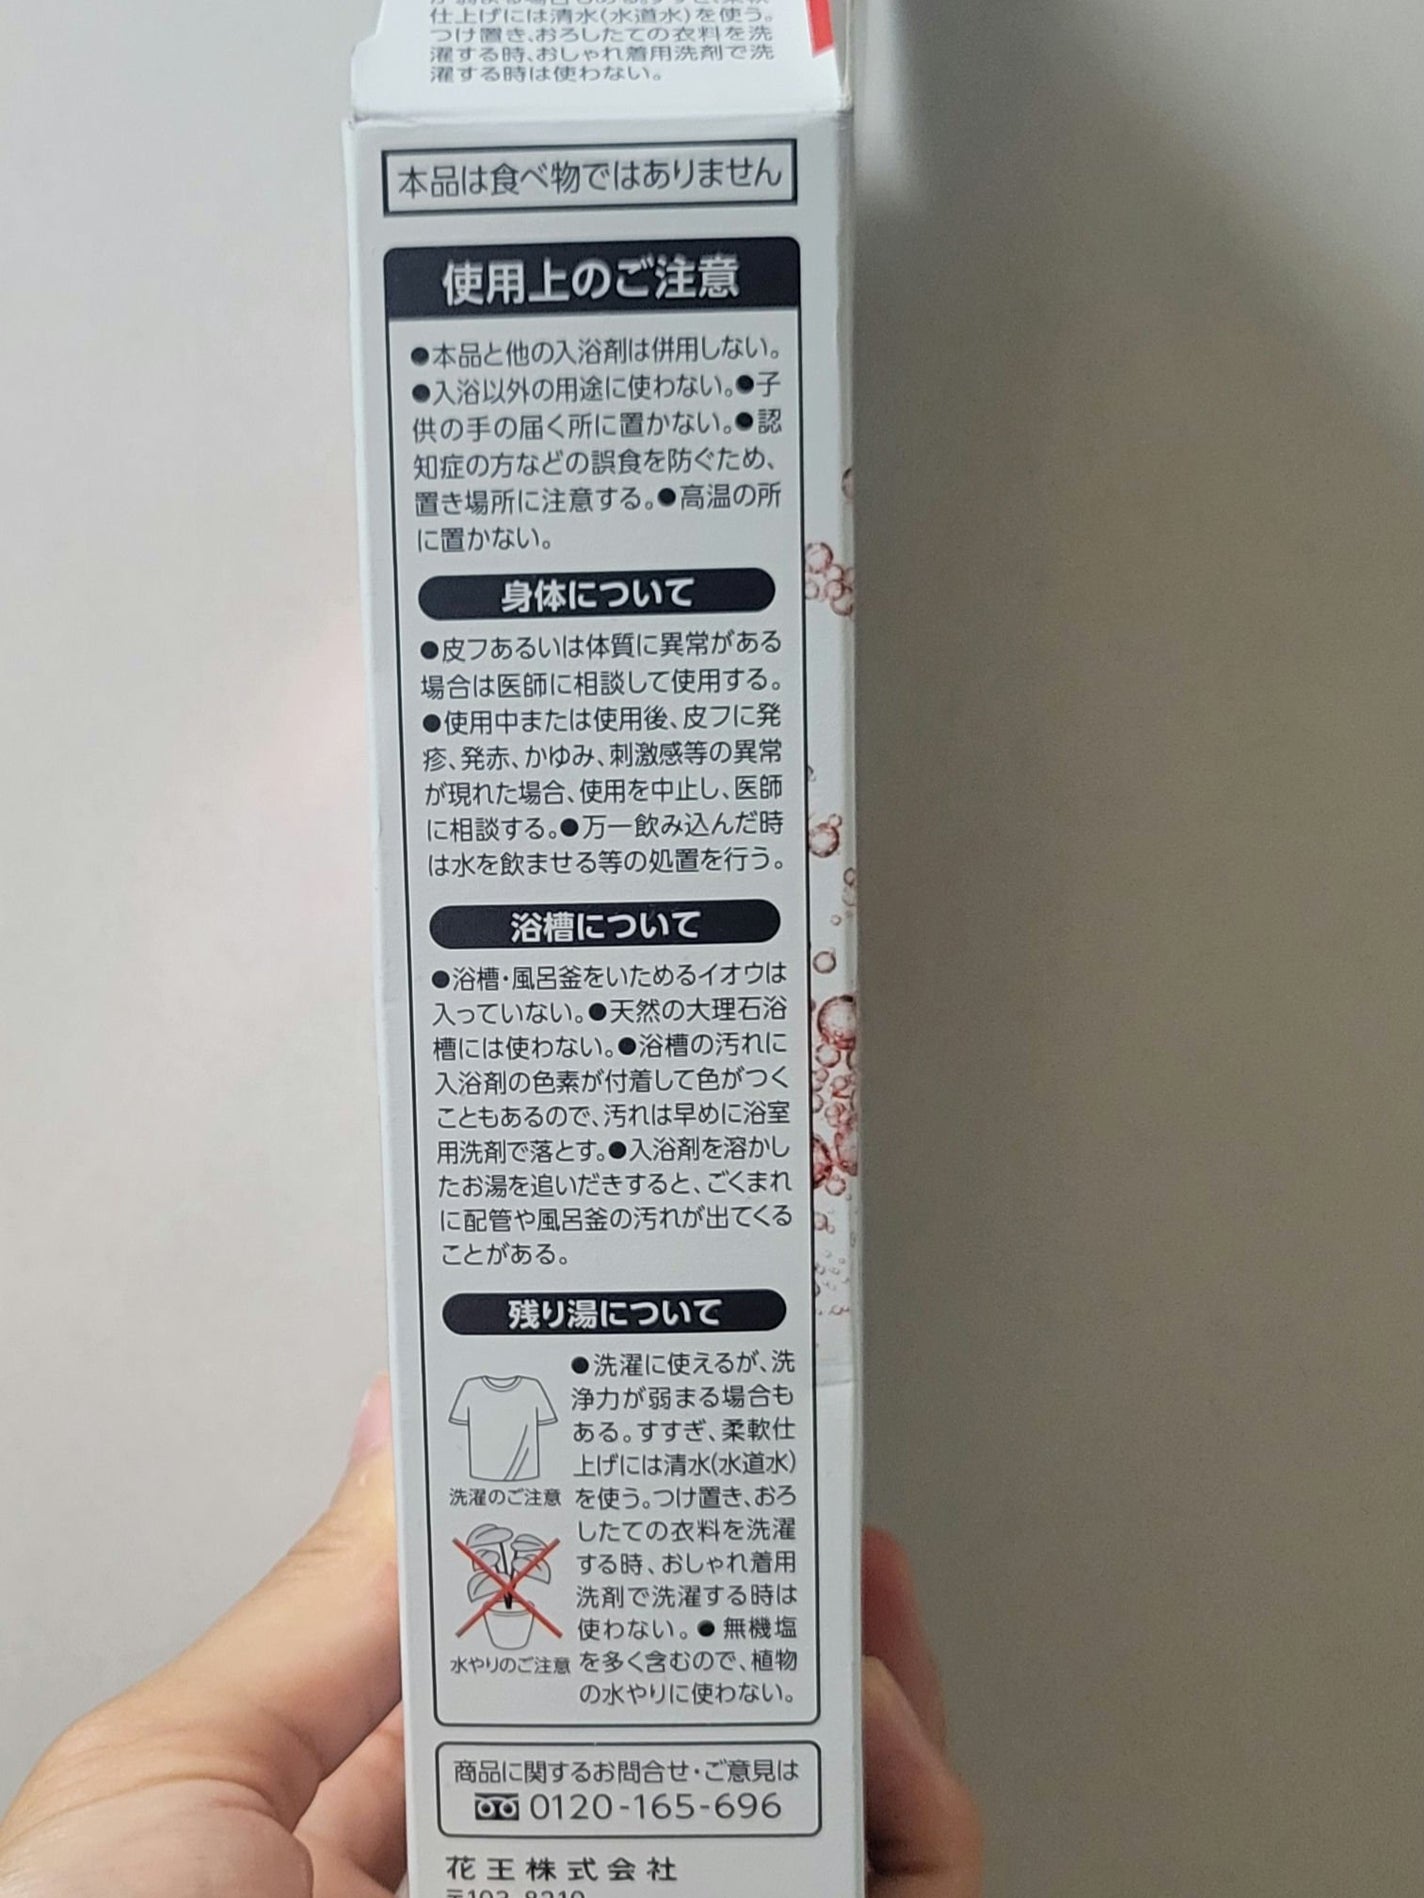 仕上げには清水(水道水)を使う。
つけ置き、おろしたての衣料を洗
濯する時、おしゃれ着用洗剤で洗
濯する時は使わない。
本品は食べ物ではありません
使用上のご注意
●本品と他の入浴剤は併用しない。
●入浴以外の用途に使わない。●子
供の手の届く所に置かない。●認
知症の方などの誤食を防ぐため、
置き場所に注意する。●高温の所
に置かない。
身体について
●皮フあるいは体質に異常がある
場合は医師に相談して使用する。
●使用中または使用後、皮フに発
疹、発赤、かゆみ、刺激感等の異常
が現れた場合、使用を中止し、医師
に相談する。●万一飲み込んだ時
は水を飲ませる等の処置を行う。
浴槽について
●浴槽・風呂釜をいためるイオウは
入っていない。●天然の大理石浴
槽には使わない。●浴槽の汚れに
入浴剤の色素が付着して色がつく
こともあるので、汚れは早めに浴室
用洗剤で落とす。●入浴剤を溶かし
たお湯を追いだきすると、ごくまれ
に配管や風呂釜の汚れが出てくる
ことがある。
残り湯について
●洗濯に使えるが、洗
浄力が弱まる場合も
ある。すすぎ、柔軟仕
上げには清水(水道水)
を使う。つけ置き、おろ
したての衣料を洗濯
する時、おしゃれ着用
洗剤で洗濯する時は
使わない。●無機塩
を多く含むので、植物
の水やりに使わない。
洗濯のご注意
水やりのご注意
商品に関するお問合せ・ご意見は
0120-165-696
花王株式会社
〒103-8210